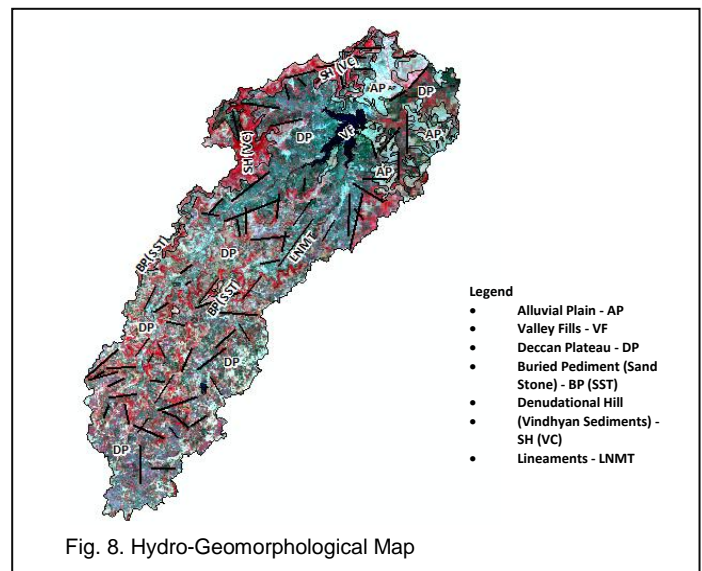 SH (VC)
AP
AP
DP
VF
DP
AP
SH (VC)
AP
LNMT
BP (SST)
DP
BP (SST)
DP
DP
DP
Legend
• Alluvial Plain - AP
• Valley Fills - VF
• Deccan Plateau - DP
• Buried Pediment (Sand
Stone) - BP (SST)
• Denudational Hill
• (Vindhyan Sediments) -
SH (VC)
• Lineaments - LNMT
Fig. 8. Hydro-Geomorphological Map